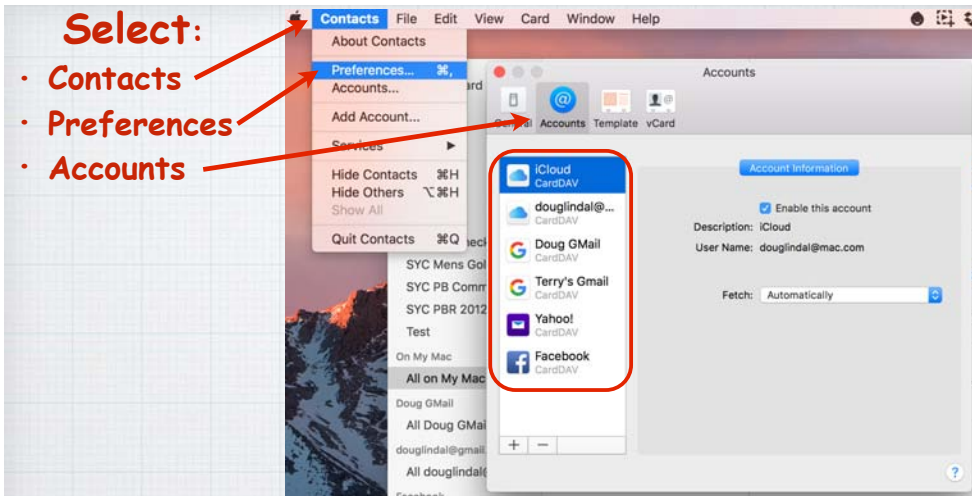 Select:
· Contacts
· Preferences
· Accounts
Contacts File Edit View Card Window Help
About Contacts
Preferences... ⌘,
Accounts...
Add Account...
Services ▶
Hide Contacts ⌘H
Hide Others ⌥⌘H
Show All
Quit Contacts ⌘Q
SYC Mens Gol
SYC PB Comm
SYC PBR 2012
Test
On My Mac
All on My Mac
Doug GMail
All Doug GMai
douglindal@gmail
All douglindal@
Facebook
Accounts
General Accounts Template vCard
iCloud
CardDAV
douglindal@...
CardDAV
Doug GMail
CardDAV
Terry's Gmail
CardDAV
Yahoo!
CardDAV
Facebook
CardDAV
+ −
Account Information
Enable this account
Description: iCloud
User Name: douglindal@mac.com
Fetch: Automatically
?